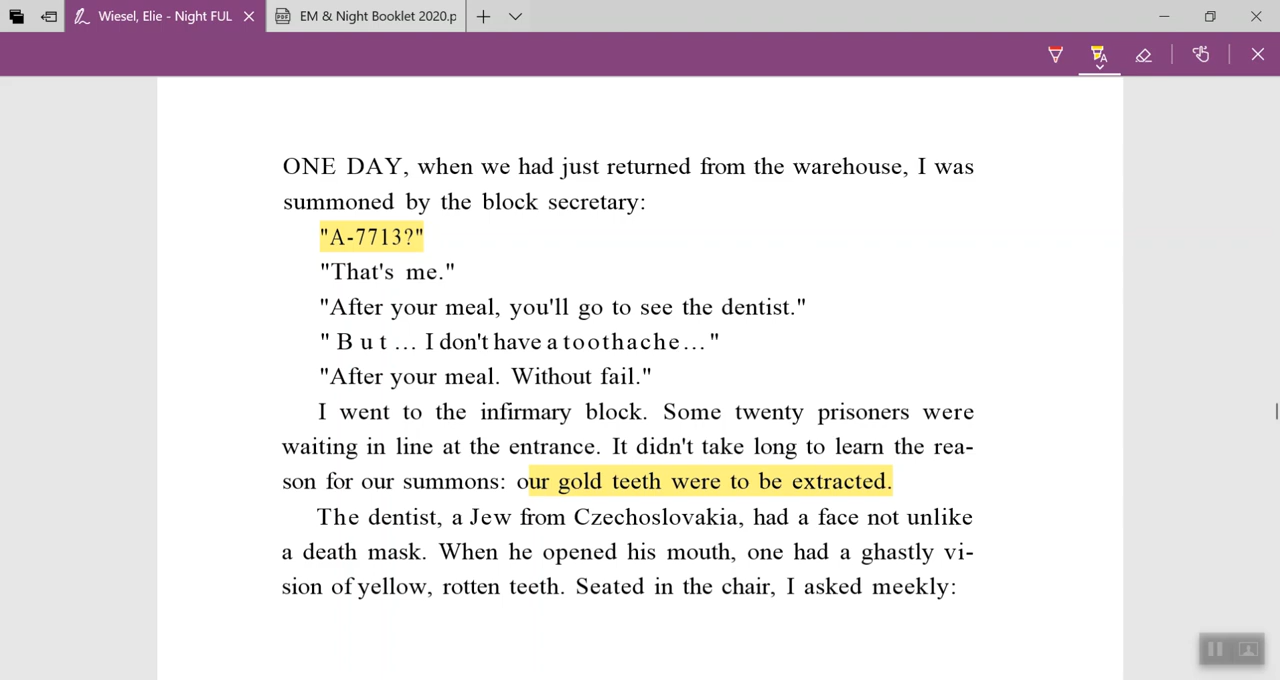 Wiesel, Elie - Night FUL
EM & Night Booklet 2020.p
ONE DAY, when we had just returned from the warehouse, I was
summoned by the block secretary:
"A-7713?"
"That's me."
"After your meal, you'll go to see the dentist."
"But... I don't have a toothache..."
"After your meal. Without fail."
I went to the infirmary block. Some twenty prisoners were
waiting in line at the entrance. It didn't take long to learn the rea-
son for our summons: our gold teeth were to be extracted.
The dentist, a Jew from Czechoslovakia, had a face not unlike
a death mask. When he opened his mouth, one had a ghastly vi-
sion of yellow, rotten teeth. Seated in the chair, I asked meekly: